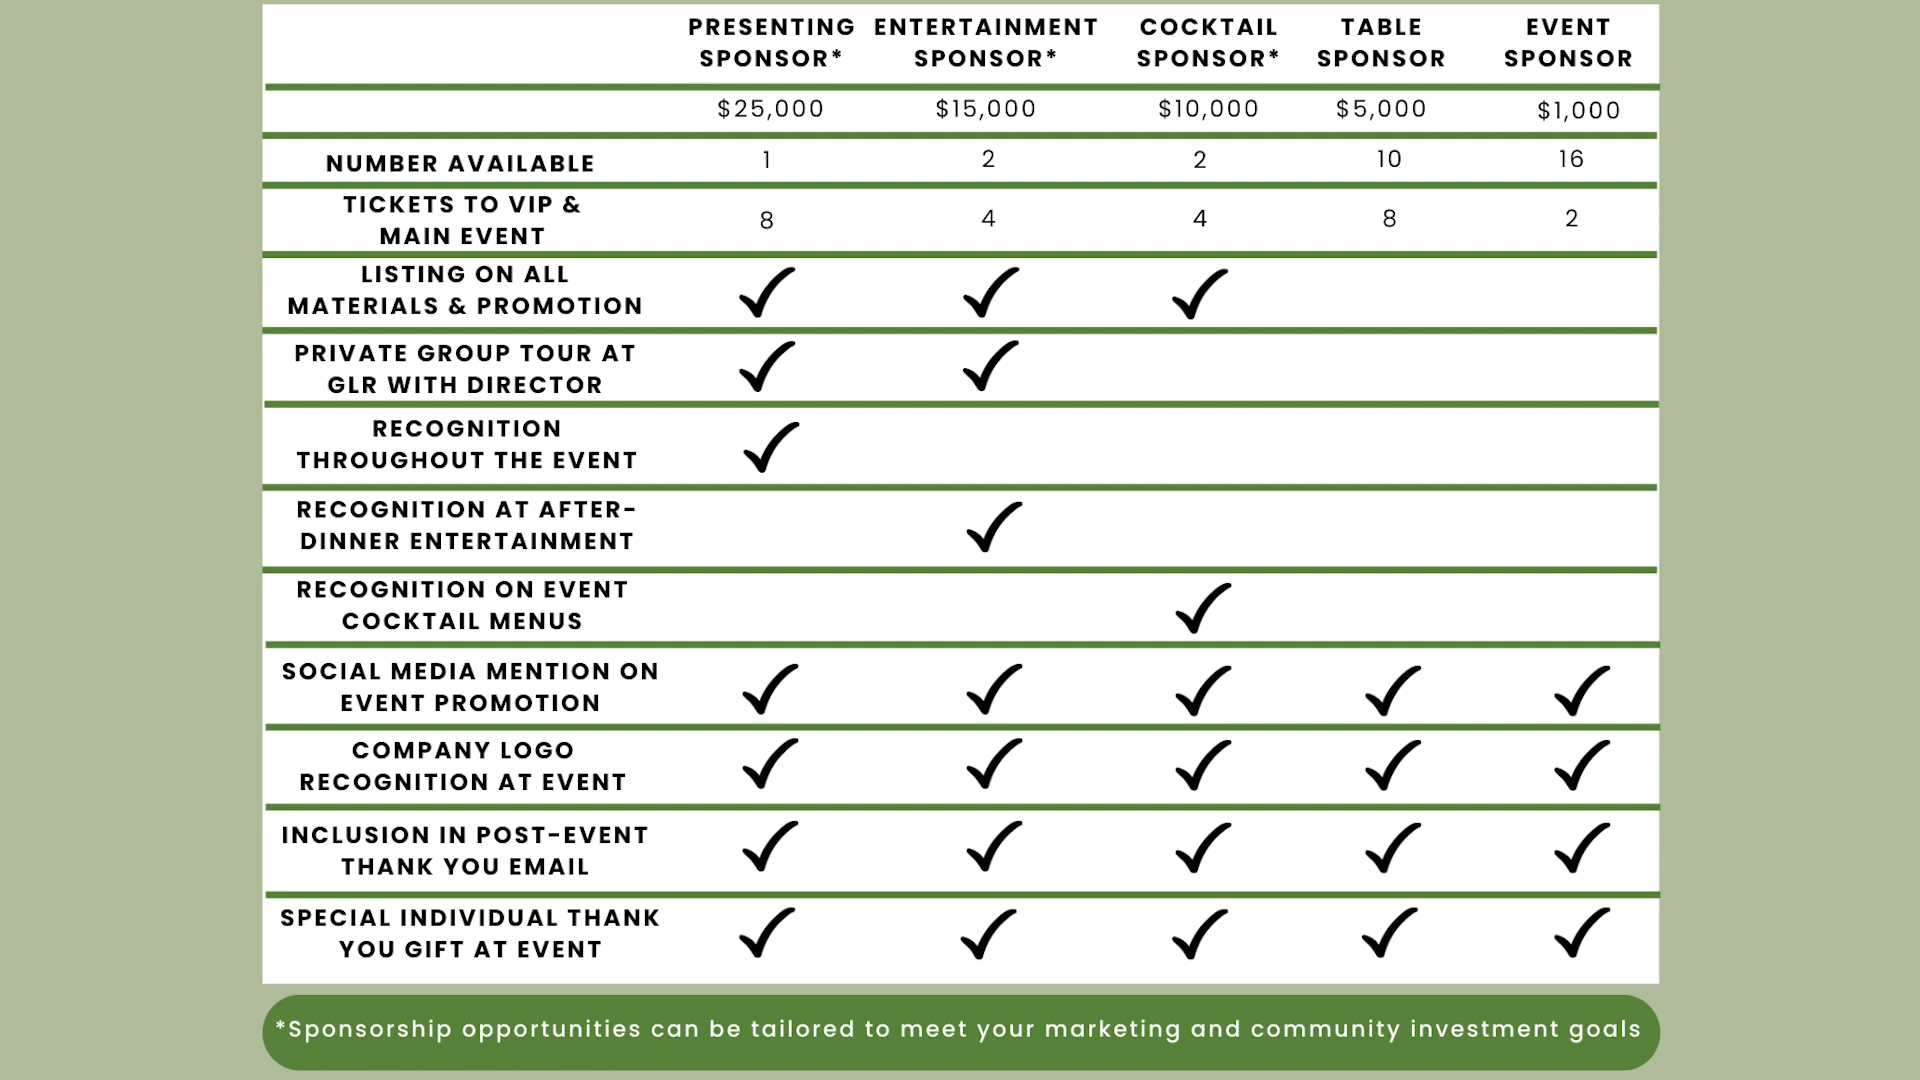 PRESENTING ENTERTAINMENT COCKTAIL TABLE EVENT
SPONSOR* SPONSOR* SPONSOR* SPONSOR SPONSOR
$25,000 $15,000 $10,000 $5,000 $1,000
NUMBER AVAILABLE 1 2 2 10 16
TICKETS TO VIP &
MAIN EVENT 8 4 4 8 2
LISTING ON ALL
MATERIALS & PROMOTION
PRIVATE GROUP TOUR AT
GLR WITH DIRECTOR
RECOGNITION
THROUGHOUT THE EVENT
RECOGNITION AT AFTER-
DINNER ENTERTAINMENT
RECOGNITION ON EVENT
COCKTAIL MENUS
SOCIAL MEDIA MENTION ON
EVENT PROMOTION
COMPANY LOGO
RECOGNITION AT EVENT
INCLUSION IN POST-EVENT
THANK YOU EMAIL
SPECIAL INDIVIDUAL THANK
YOU GIFT AT EVENT
*Sponsorship opportunities can be tailored to meet your marketing and community investment goals